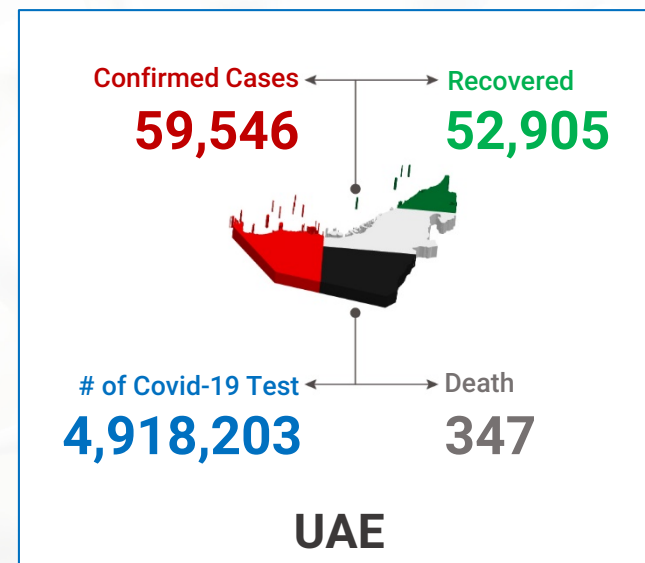 Confirmed Cases
59,546
Recovered
52,905
# of Covid-19 Test
4,918,203
Death
347
UAE